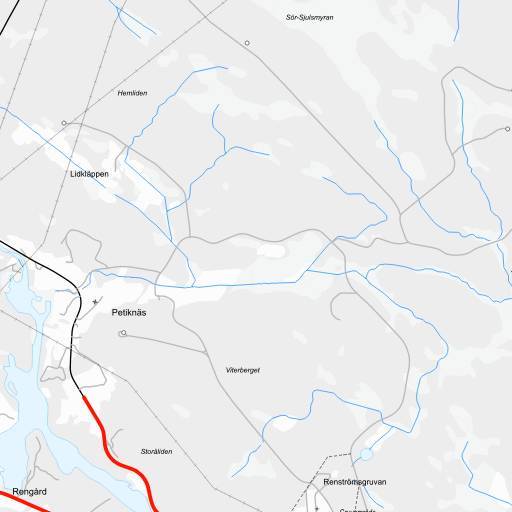 Sör-Sjulsmyran
Hemliden
Lidkläppen
Petiknäs
Viterberget
Storåliden
Renströmsgruvan
Rengård